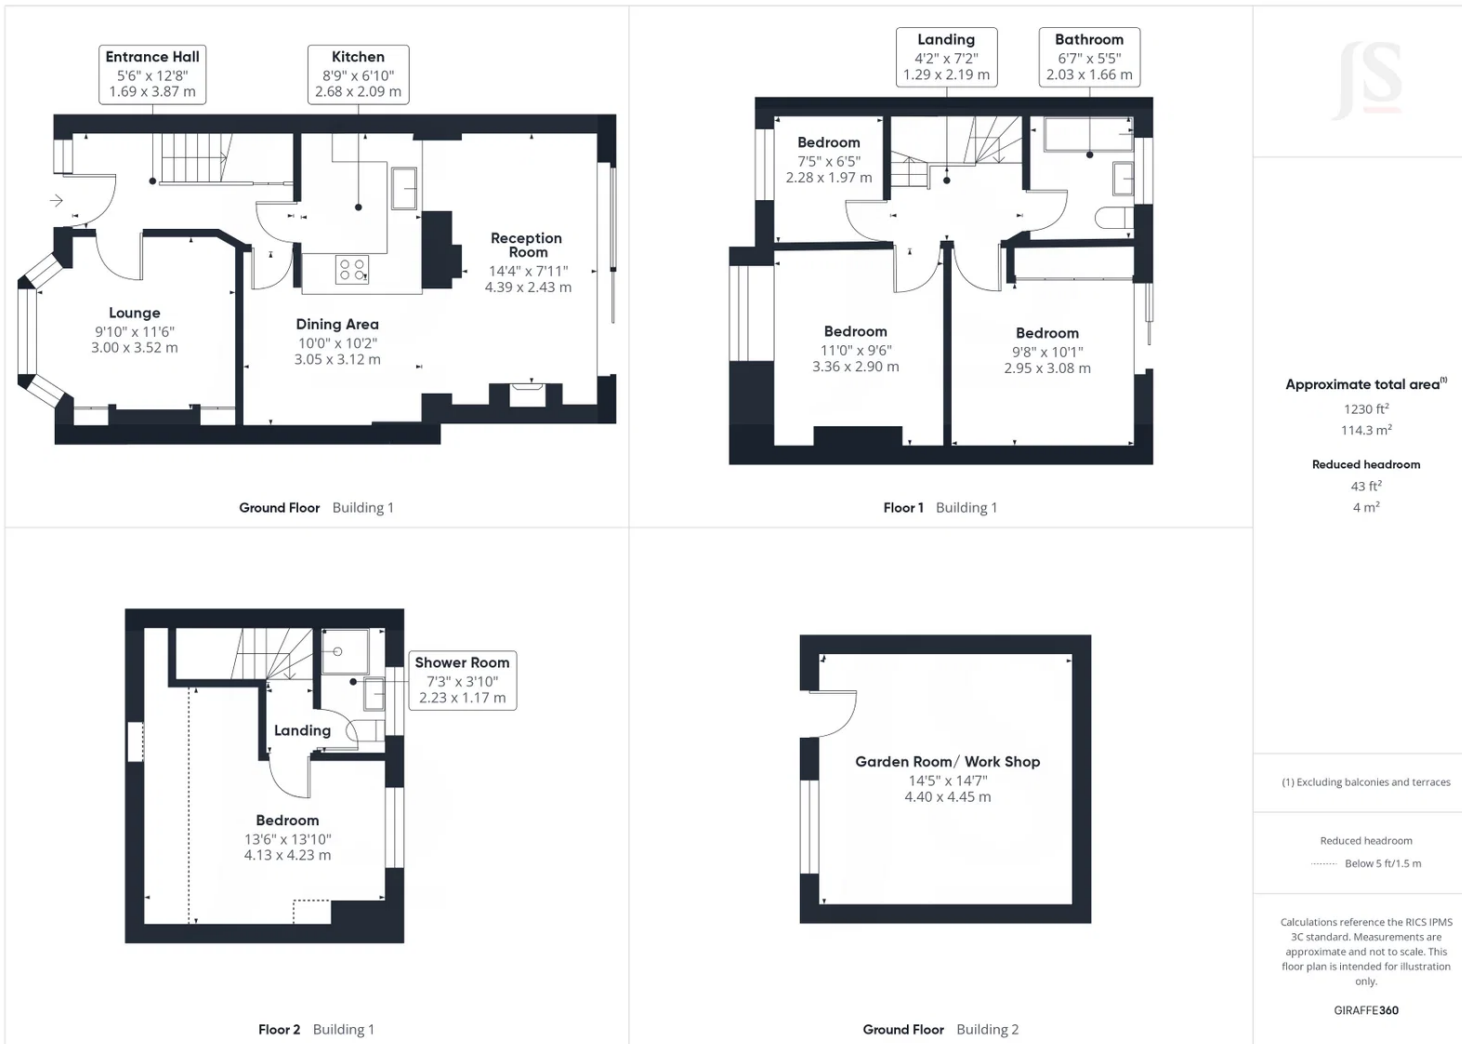 Entrance Hall
5'6" x 12'8"
1.69 x 3.87 m
Kitchen
8'9" x 6'10"
2.68 x 2.09 m
Reception
Room
14'4" x 7'11"
4.39 x 2.43 m
Lounge
9'10" x 11'6"
3.00 x 3.52 m
Dining Area
10'0" x 10'2"
3.05 x 3.12 m
Ground Floor Building 1
Landing
4'2" x 7'2"
1.29 x 2.19 m
Bathroom
6'7" x 5'5"
2.03 x 1.66 m
Bedroom
7'5" x 6'5"
2.28 x 1.97 m
Bedroom
11'0" x 9'6"
3.36 x 2.90 m
Bedroom
9'8" x 10'1"
2.95 x 3.08 m
Floor 1 Building 1
Shower Room
7'3" x 3'10"
2.23 x 1.17 m
Landing
Bedroom
13'6" x 13'10"
4.13 x 4.23 m
Floor 2 Building 1
Garden Room/ Work Shop
14'5" x 14'7"
4.40 x 4.45 m
Ground Floor Building 2
JS
Approximate total area(1)
1230 ft²
114.3 m²
Reduced headroom
43 ft²
4 m²
(1) Excluding balconies and terraces
Reduced headroom
Below 5 ft/1.5 m
Calculations reference the RICS IPMS
3C standard. Measurements are
approximate and not to scale. This
floor plan is intended for illustration
only.
GIRAFFE360